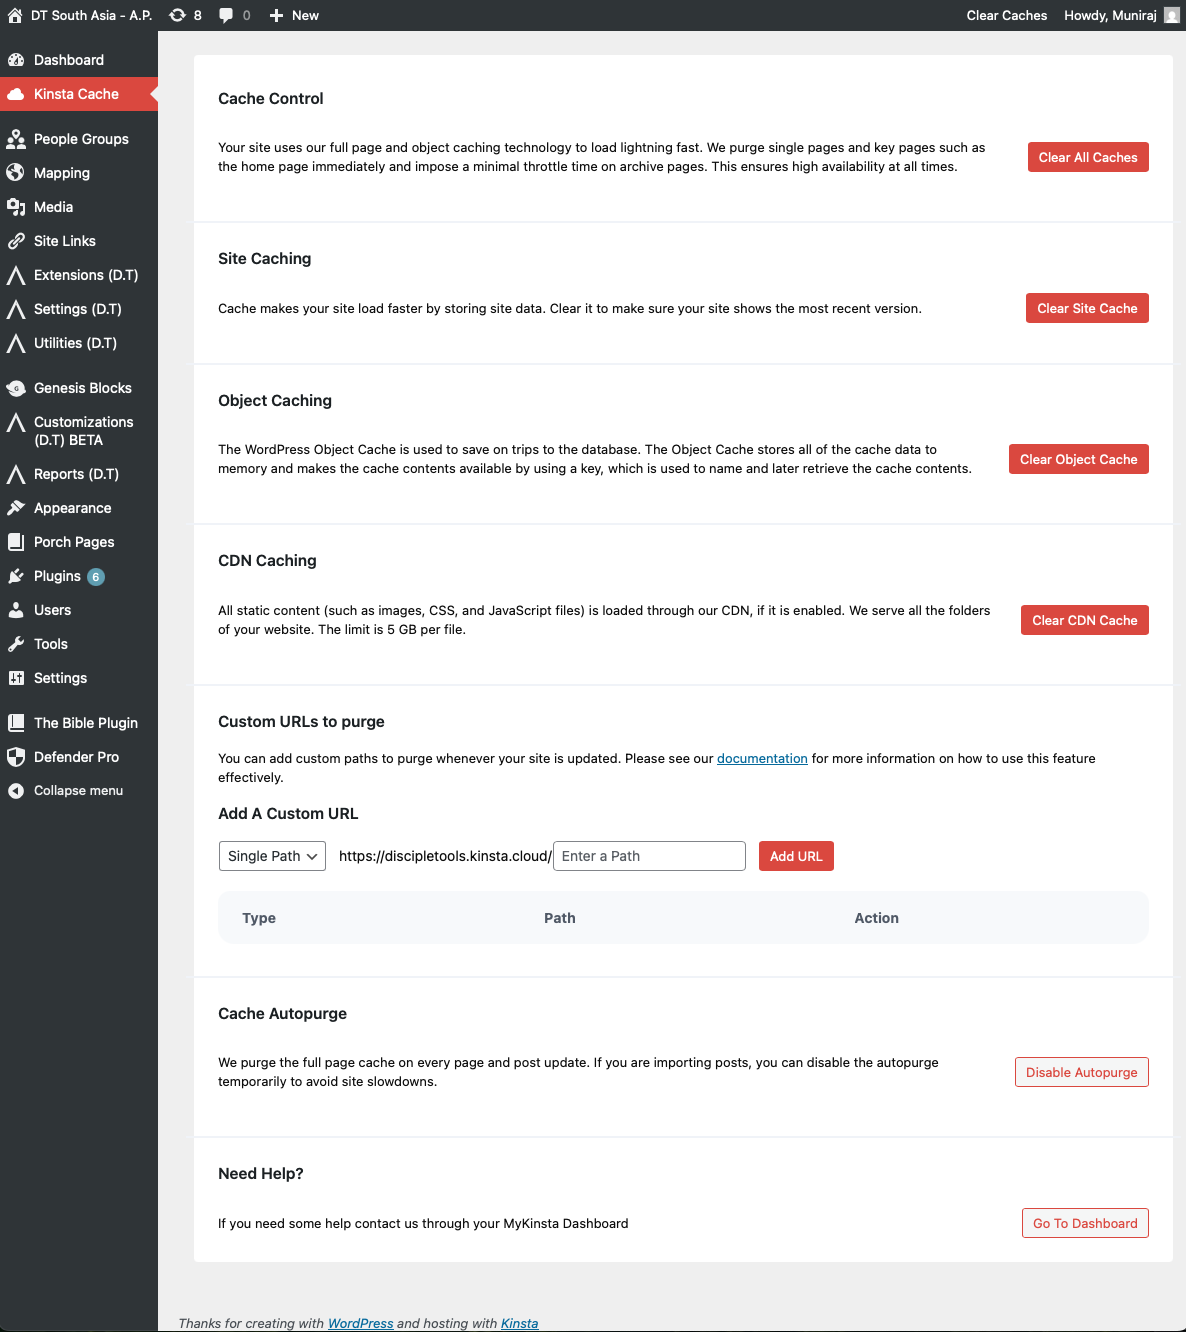 DT South Asia - A.P. 8 0 New Clear Caches Howdy, Muniraj
Dashboard
Kinsta Cache
People Groups
Mapping
Media
Site Links
Extensions (D.T)
Settings (D.T)
Utilities (D.T)
Genesis Blocks
Customizations
(D.T) BETA
Reports (D.T)
Appearance
Porch Pages
Plugins 6
Users
Tools
Settings
The Bible Plugin
Defender Pro
Collapse menu
Cache Control
Your site uses our full page and object caching technology to load lightning fast. We purge single pages and key pages such as
the home page immediately and impose a minimal throttle time on archive pages. This ensures high availability at all times.
Clear All Caches
Site Caching
Cache makes your site load faster by storing site data. Clear it to make sure your site shows the most recent version.
Clear Site Cache
Object Caching
The WordPress Object Cache is used to save on trips to the database. The Object Cache stores all of the cache data to
memory and makes the cache contents available by using a key, which is used to name and later retrieve the cache contents.
Clear Object Cache
CDN Caching
All static content (such as images, CSS, and JavaScript files) is loaded through our CDN, if it is enabled. We serve all the folders
of your website. The limit is 5 GB per file.
Clear CDN Cache
Custom URLs to purge
You can add custom paths to purge whenever your site is updated. Please see our documentation for more information on how to use this feature
effectively.
Add A Custom URL
Single Path https://discipletools.kinsta.cloud/ Enter a Path Add URL
Type Path Action
Cache Autopurge
We purge the full page cache on every page and post update. If you are importing posts, you can disable the autopurge
temporarily to avoid site slowdowns.
Disable Autopurge
Need Help?
If you need some help contact us through your MyKinsta Dashboard
Go To Dashboard
Thanks for creating with WordPress and hosting with Kinsta